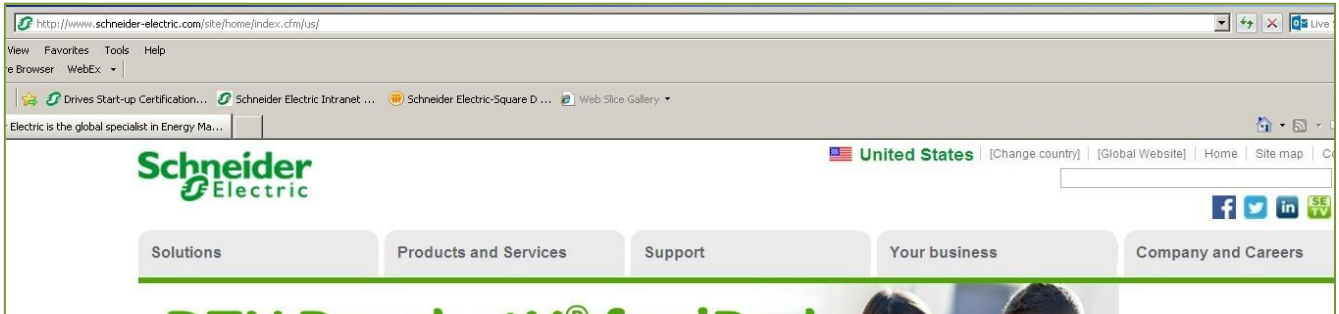 http://www.schneider-electric.com/site/home/index.cfm/us/
Live
View Favorites Tools Help
Browser WebEx
Drives Start-up Certification... Schneider Electric Intranet ... Schneider Electric-Square D ... Web Slice Gallery
Electric is the global specialist in Energy Ma...
Schneider
Electric
United States [Change country] [Global Website] Home Site map
f in SE TV
Solutions Products and Services Support Your business Company and Careers